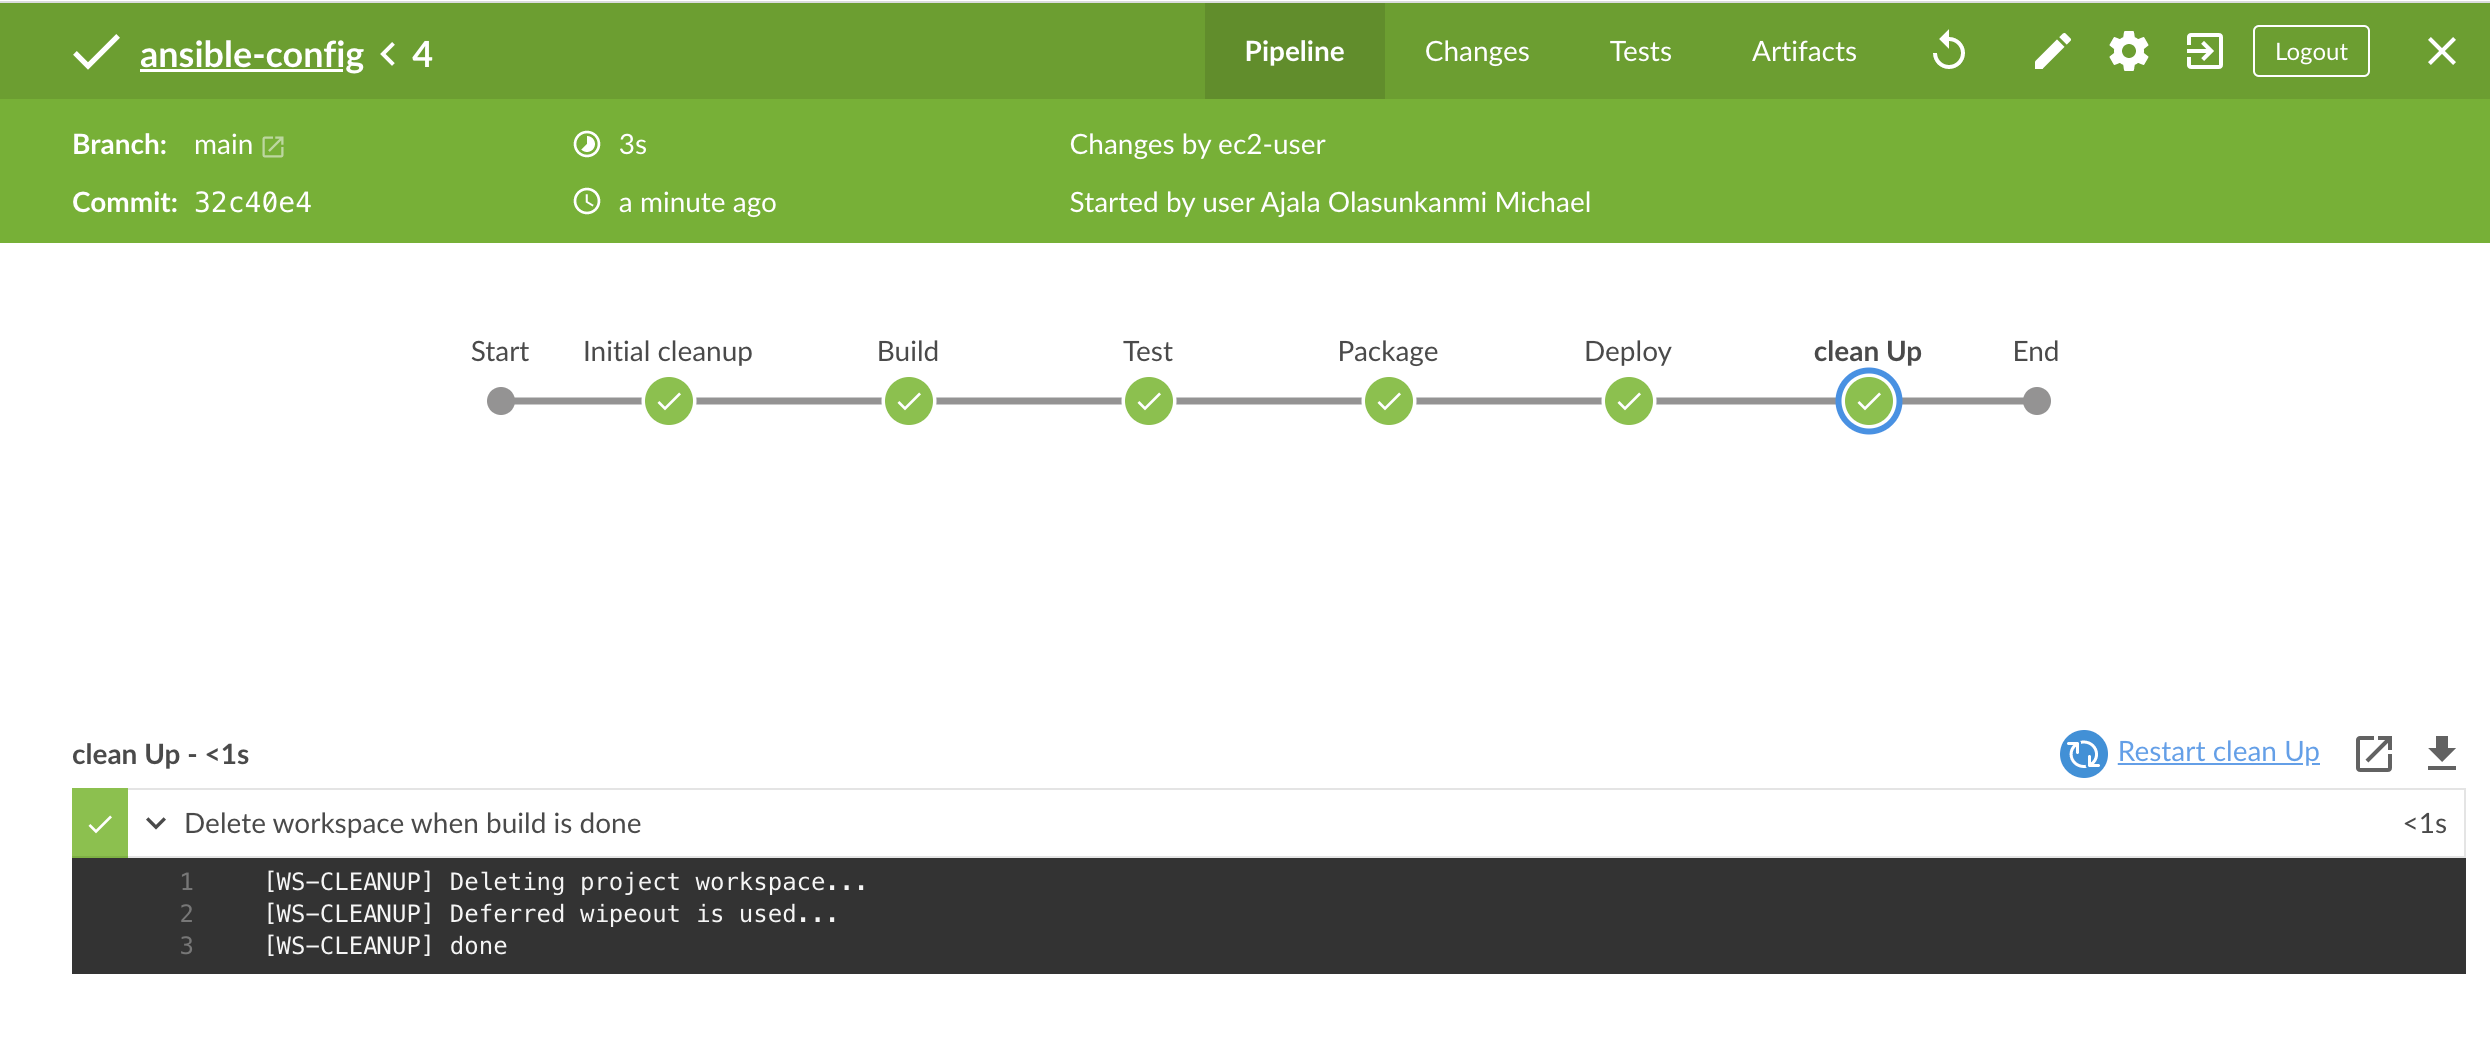 ansible-config < 4
Pipeline Changes Tests Artifacts Logout
Branch: main 3s Changes by ec2-user
Commit: 32c40e4 a minute ago Started by user Ajala Olasunkanmi Michael
Start Initial cleanup Build Test Package Deploy clean Up End
clean Up - <1s Restart clean Up
Delete workspace when build is done <1s
1 [WS-CLEANUP] Deleting project workspace...
2 [WS-CLEANUP] Deferred wipeout is used...
3 [WS-CLEANUP] done